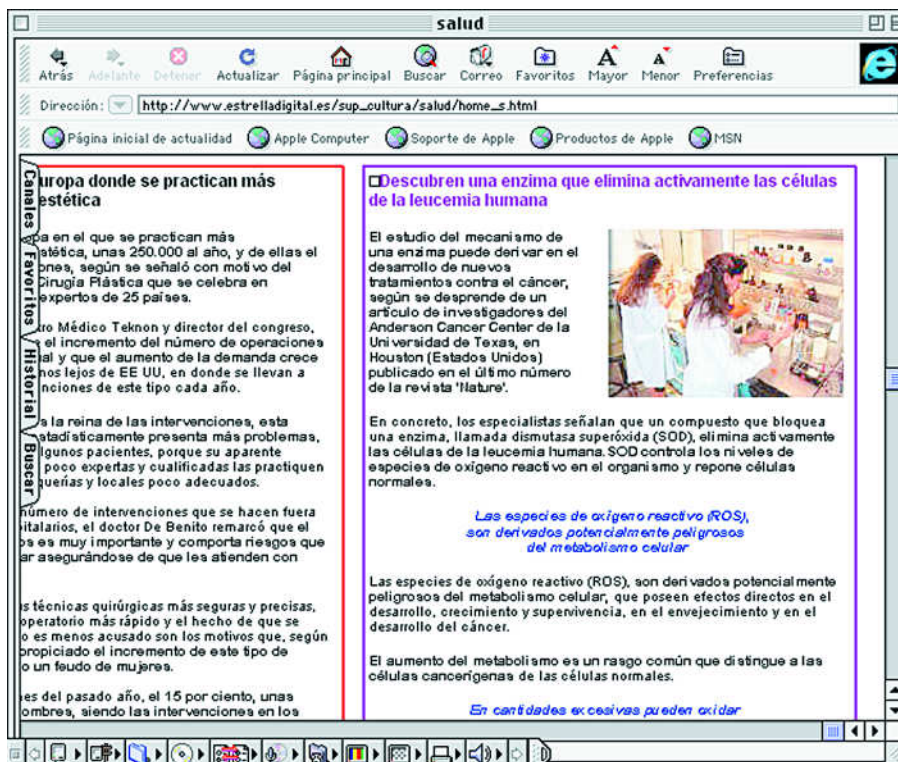 salud
Atrás Adelante Detener Actualizar Página principal Buscar Correo Favoritos Mayor Menor Preferencias
Dirección: http://www.estrelladigital.es/sup_cultura/salud/home_s.html
Página inicial de actualidad Apple Computer Soporte de Apple Productos de Apple MSN
Canales
Favoritos
Historial
Buscar
uropa donde se practican más
estética
pa en el que se practican más
stética, unas 250.000 al año, y de ellas el
ones, según se señaló con motivo del
Cirugía Plástica que se celebra en
expertos de 25 países.
ro Médico Teknon y director del congreso,
el incremento del número de operaciones
al y que el aumento de la demanda crece
nos lejos de EE UU, en donde se llevan a
nciones de este tipo cada año.
s la reina de las intervenciones, esta
stadísticamente presenta más problemas,
lgunos pacientes, porque su aparente
poco expertas y cualificadas las practiquen
querías y locales poco adecuados.
número de intervenciones que se hacen fuera
pitalarios, el doctor De Benito remarcó que el
os es muy importante y comporta riesgos que
ar asegurándose de que les atienden con
s técnicas quirúrgicas más seguras y precisas,
operatorio más rápido y el hecho de que se
o es menos acusado son los motivos que, según
propiciado el incremento de este tipo de
o un feudo de mujeres.
es del pasado año, el 15 por ciento, unas
ombres, siendo las intervenciones en los
Descubren una enzima que elimina activamente las células
de la leucemia humana
El estudio del mecanismo de
una enzima puede derivar en el
desarrollo de nuevos
tratamientos contra el cáncer,
según se desprende de un
artículo de investigadores del
Anderson Cancer Center de la
Universidad de Texas, en
Houston (Estados Unidos)
publicado en el último número
de la revista 'Nature'.
En concreto, los especialistas señalan que un compuesto que bloquea
una enzima, llamada dismutasa superóxida (SOD), elimina activamente
las células de la leucemia humana. SOD controla los niveles de
especies de oxígeno reactivo en el organismo y repone células
normales.
Las especies de oxígeno reactivo (ROS),
son derivados potencialmente peligrosos
del metabolismo celular
Las especies de oxígeno reactivo (ROS), son derivados potencialmente
peligrosos del metabolismo celular, que poseen efectos directos en el
desarrollo, crecimiento y supervivencia, en el envejecimiento y en el
desarrollo del cáncer.
El aumento del metabolismo es un rasgo común que distingue a las
células cancerígenas de las células normales.
En cantidades excesivas pueden oxidar